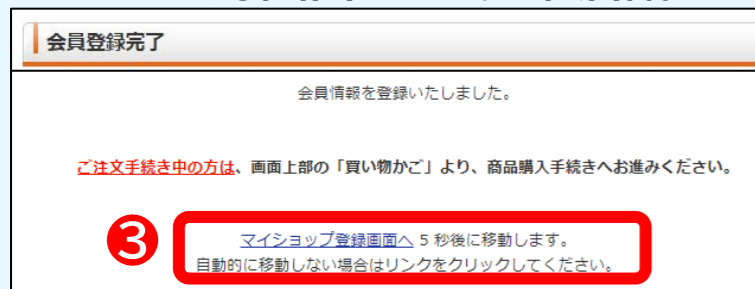 会員登録完了
会員情報を登録いたしました。
ご注文手続き中の方は、画面上部の「買い物かご」より、商品購入手続きへお進みください。
③
マイショップ登録画面へ 5 秒後に移動します。
自動的に移動しない場合はリンクをクリックしてください。